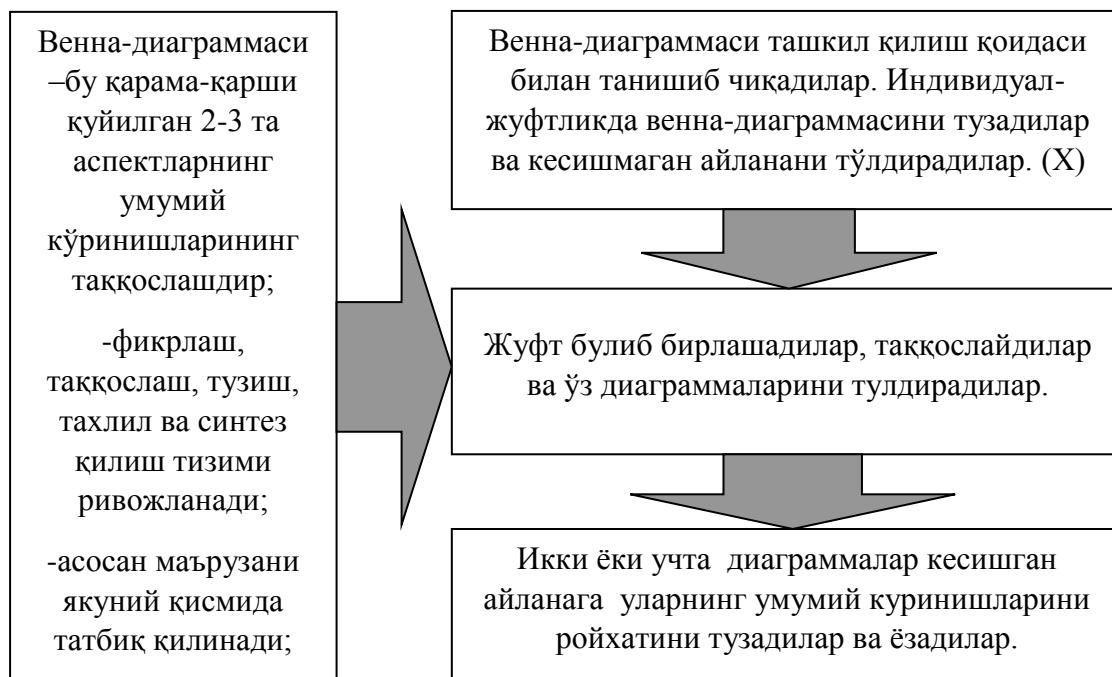 Венна-диаграммаси
–бу қарама-қарши
қуйилган 2-3 та
аспектларнинг
умумий
кўринишларининг
таққослашдир;
-фикрлаш,
таққослаш, тузиш,
тахлил ва синтез
қилиш тизими
ривожланади;
-асосан маърузани
якуний қисмида
татбиқ қилинади;
Венна-диаграммаси ташкил қилиш қоидаси
билан танишиб чиқадилар. Индивидуал-
жуфтликда венна-диаграммасини тузадилар
ва кесишмаган айланани тўлдирадилар. (Х)
Жуфт булиб бирлашадилар, таққослайдилар
ва ўз диаграммаларини тулдирадилар.
Икки ёки учта диаграммалар кесишган
айланага уларнинг умумий куринишларини
ройхатини тузадилар ва ёзадилар.